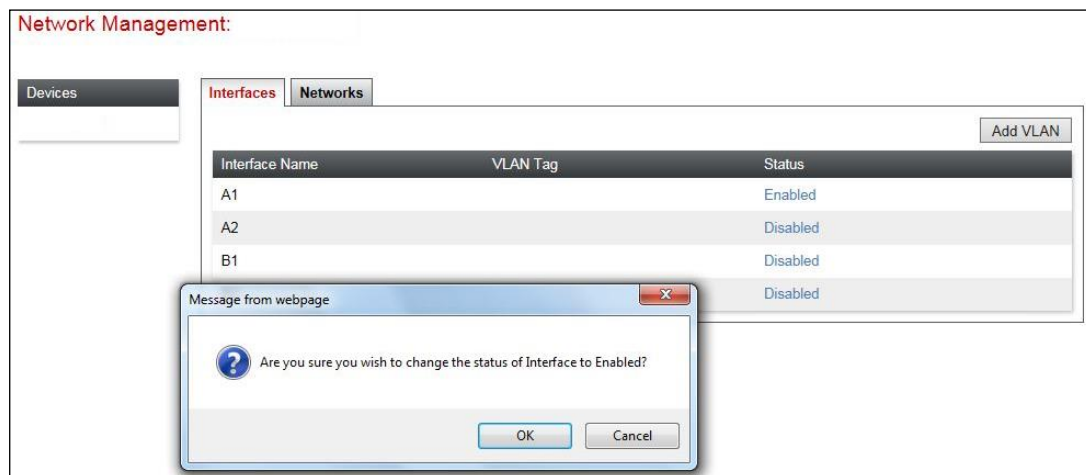 Network Management:
Devices
Interfaces Networks
Add VLAN
Interface Name VLAN Tag Status
A1 Enabled
A2 Disabled
B1 Disabled
Disabled
Message from webpage
Are you sure you wish to change the status of Interface to Enabled?
OK Cancel